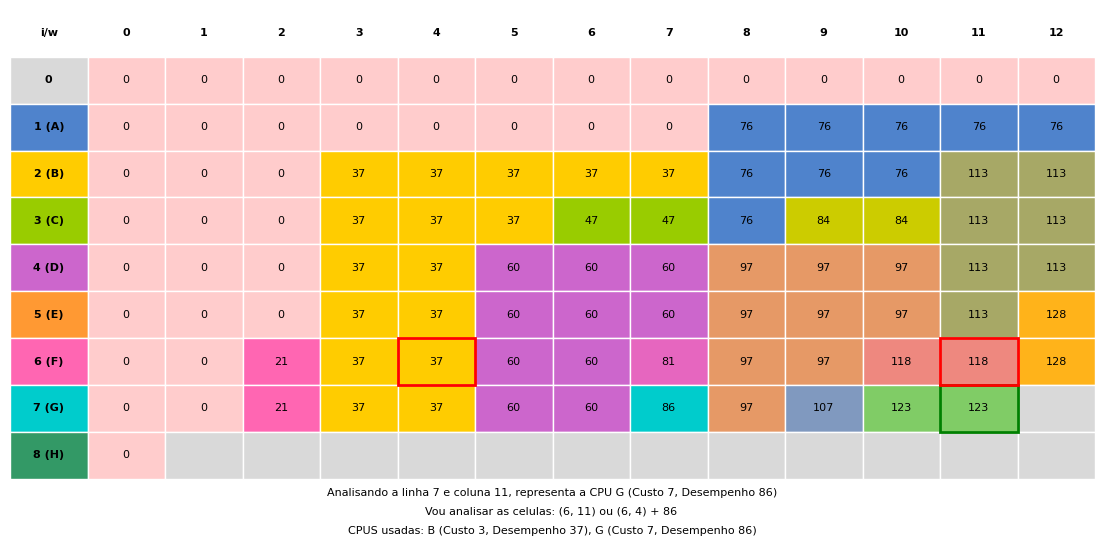 i/w 0 1 2 3 4 5 6 7 8 9 10 11 12
0 0 0 0 0 0 0 0 0 0 0 0 0 0
1 (A) 0 0 0 0 0 0 0 0 76 76 76 76 76
2 (B) 0 0 0 37 37 37 37 37 76 76 76 113 113
3 (C) 0 0 0 37 37 37 47 47 76 84 84 113 113
4 (D) 0 0 0 37 37 60 60 60 97 97 97 113 113
5 (E) 0 0 0 37 37 60 60 60 97 97 97 113 128
6 (F) 0 0 21 37 37 60 60 81 97 97 118 118 128
7 (G) 0 0 21 37 37 60 60 86 97 107 123 123
8 (H) 0
Analisando a linha 7 e coluna 11, representa a CPU G (Custo 7, Desempenho 86)
Vou analisar as celulas: (6, 11) ou (6, 4) + 86
CPUS usadas: B (Custo 3, Desempenho 37), G (Custo 7, Desempenho 86)